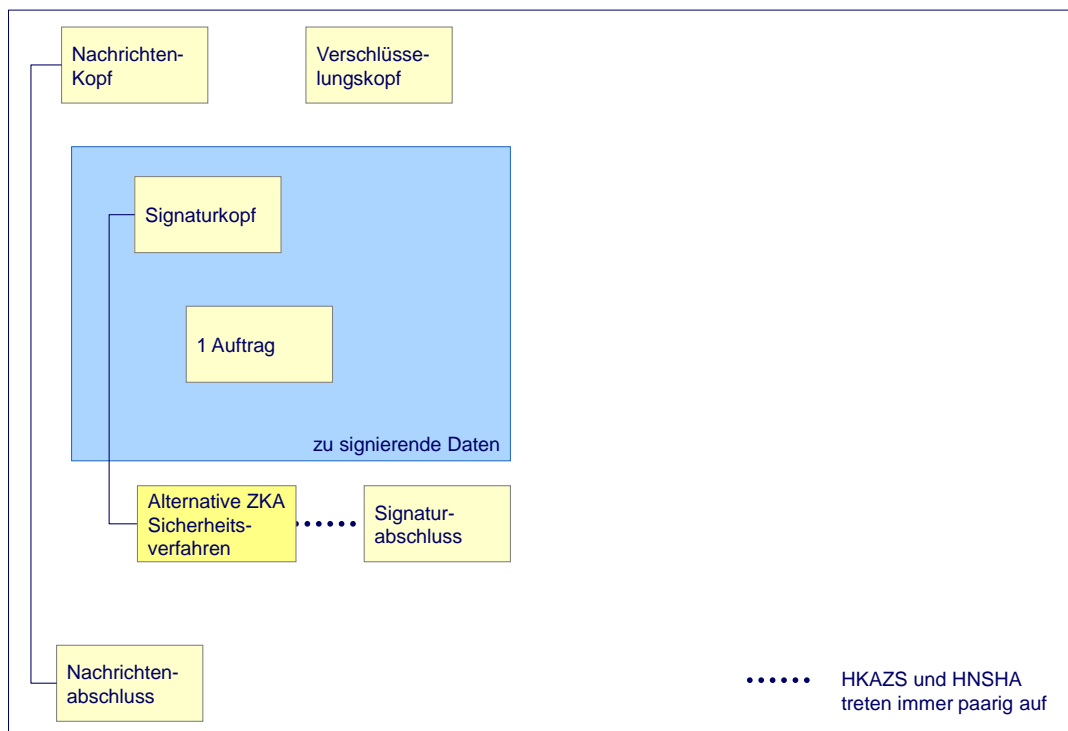 Nachrichten-
Kopf
Verschlüsse-
lungskopf
Signaturkopf
1 Auftrag
zu signierende Daten
Alternative ZKA
Sicherheits-
verfahren
Signatur-
abschluss
Nachrichten-
abschluss
HKAZS und HNSHA
treten immer paarig auf